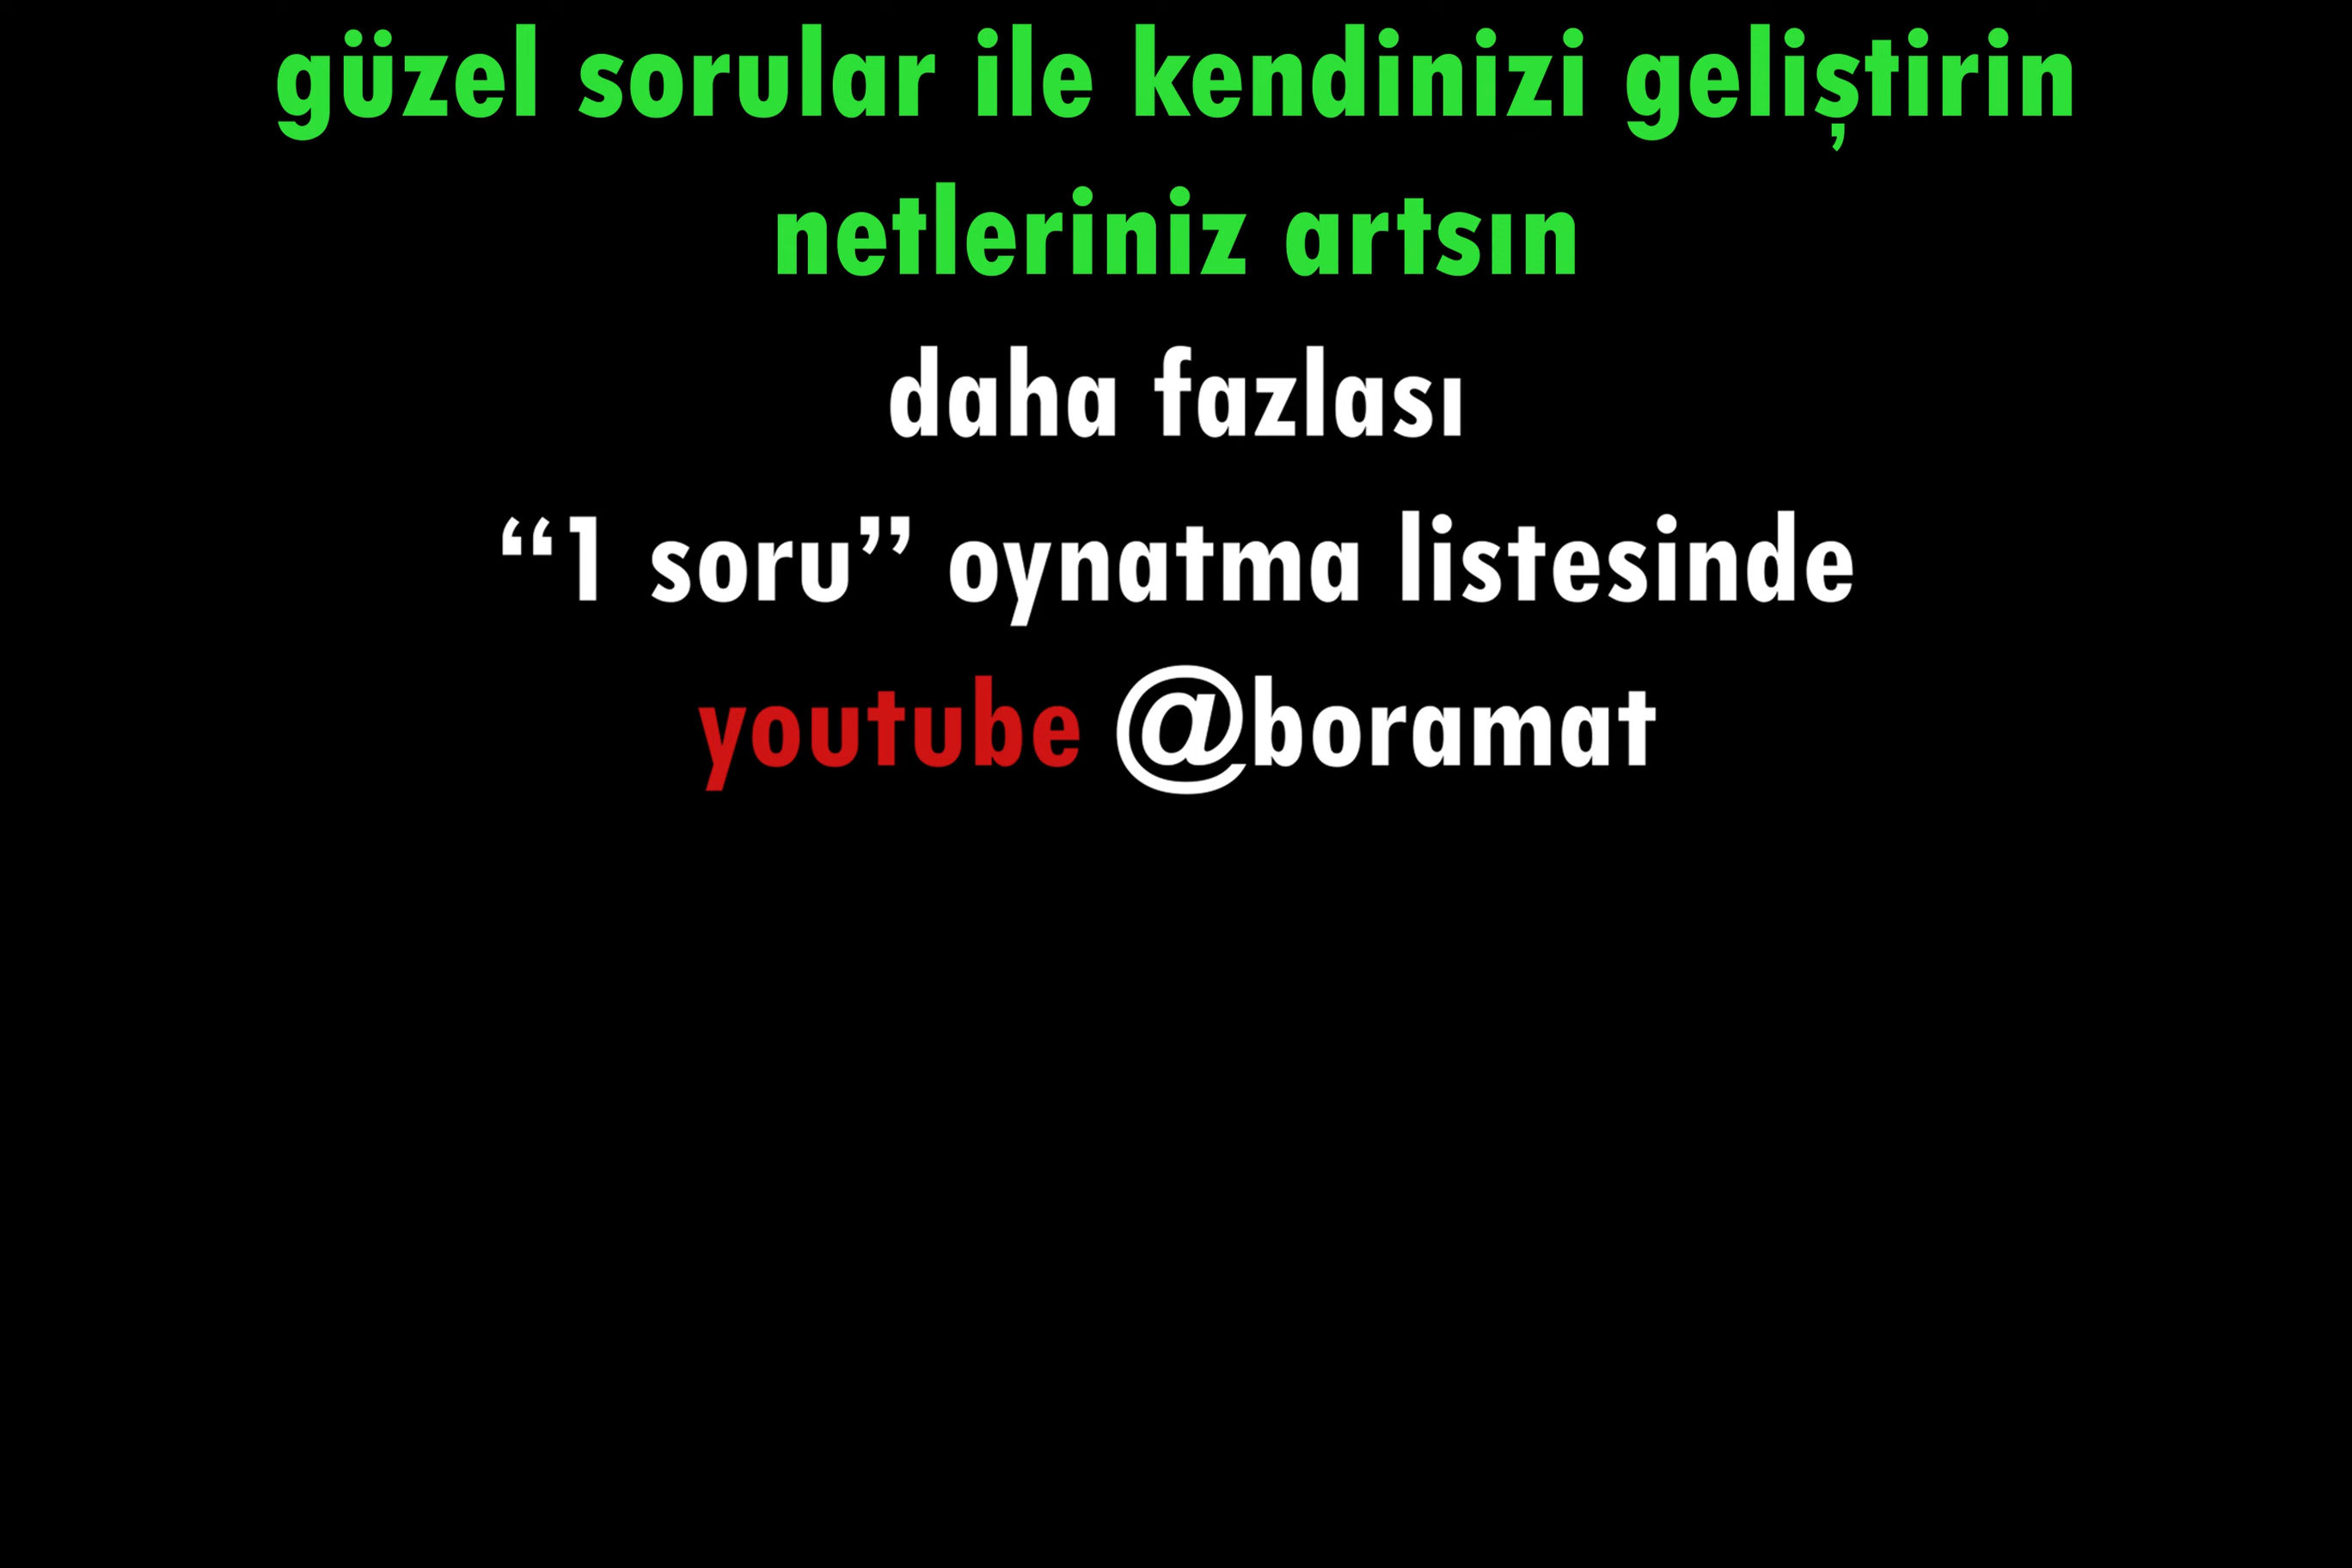 güzel sorular ile kendinizi geliştirin
netleriniz artsın
daha fazlası
“1 soru” oynatma listesinde
youtube @boramat